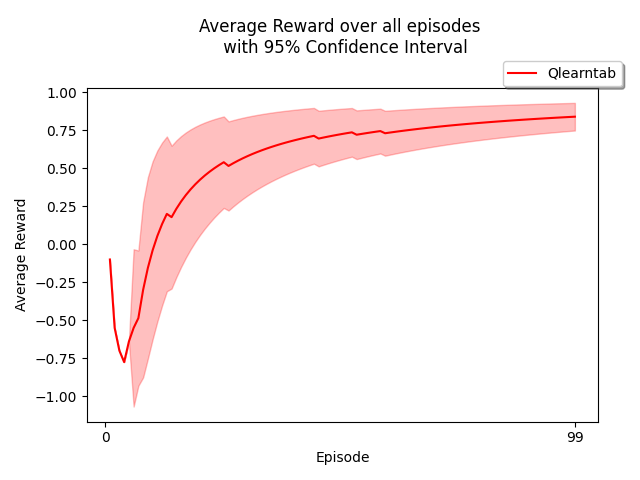 Average Reward over all episodes
with 95% Confidence Interval
Qlearntab
1.00
0.75
0.50
0.25
0.00
−0.25
−0.50
−0.75
−1.00
Average Reward
0
99
Episode